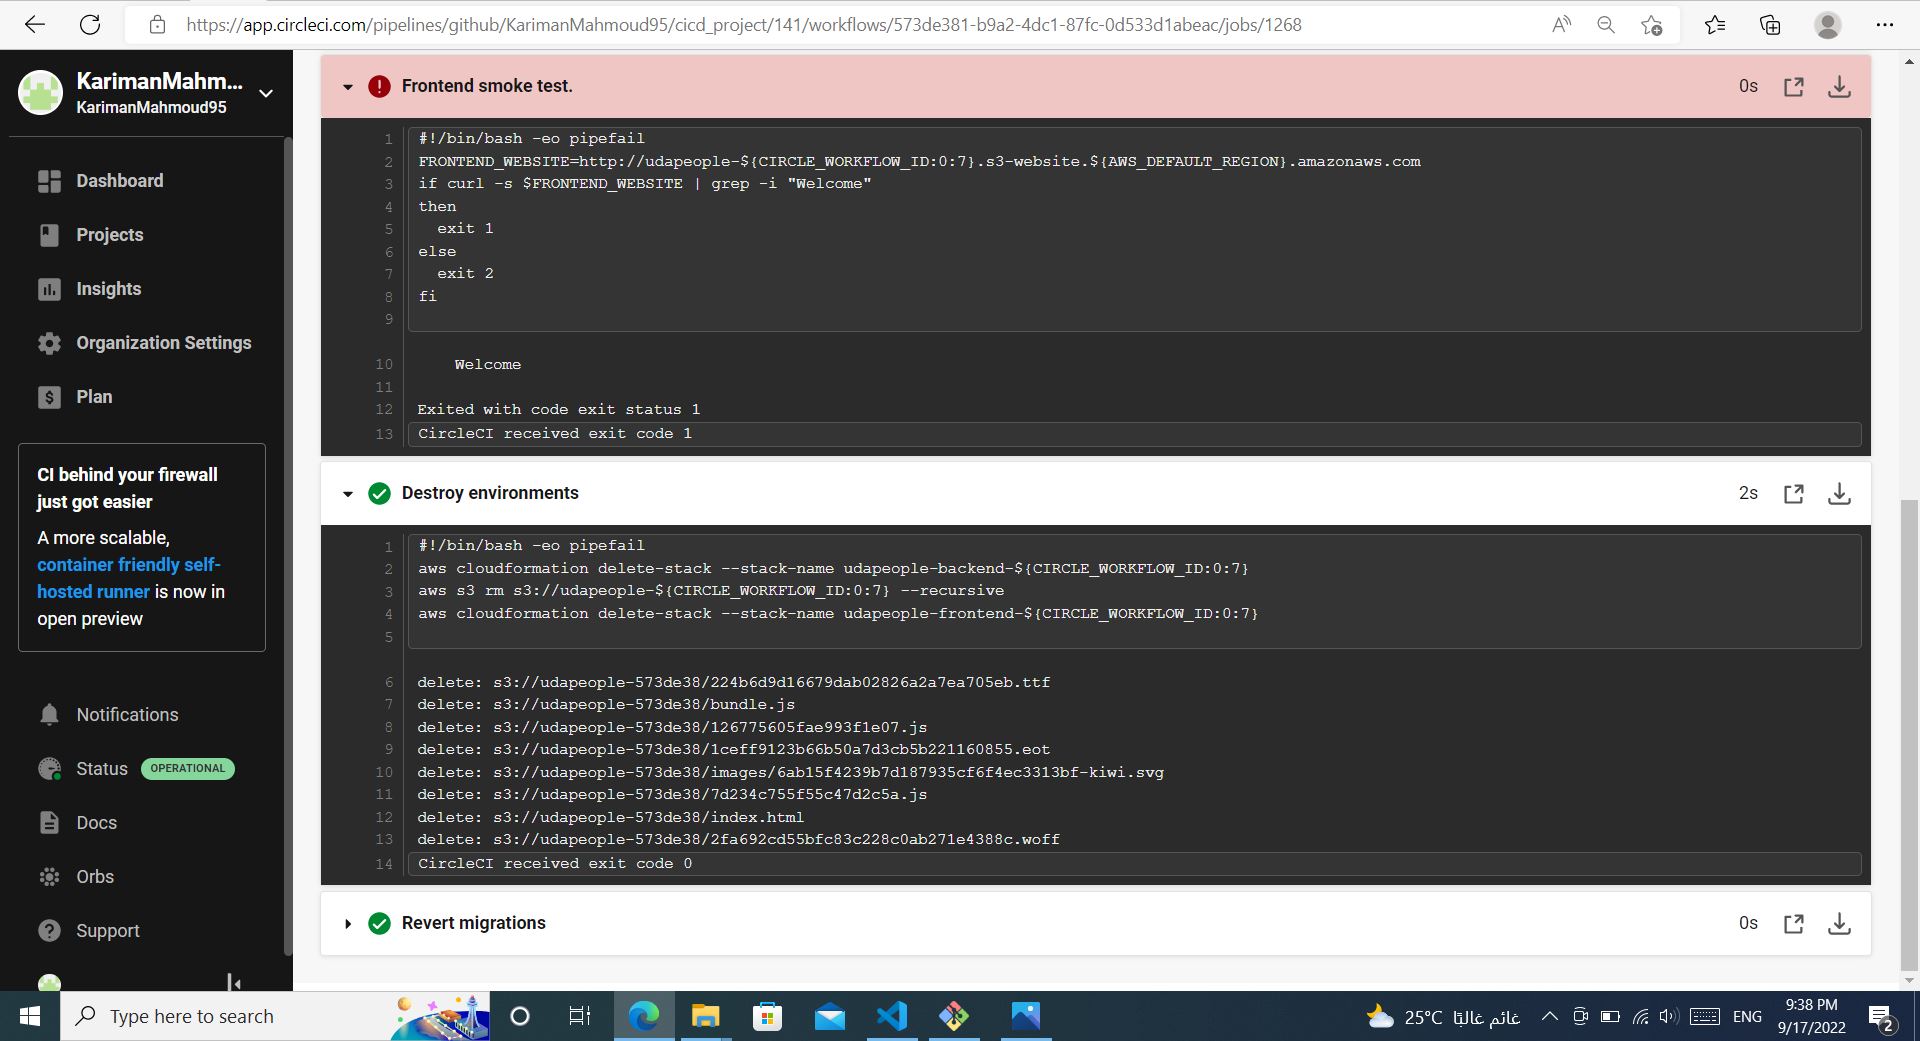 https://app.circleci.com/pipelines/github/KarimanMahmoud95/cicd_project/141/workflows/573de381-b9a2-4dc1-87fc-0d533d1abeac/jobs/1268
KarimanMahm...
KarimanMahmoud95
Dashboard
Projects
Insights
Organization Settings
Plan
CI behind your firewall
just got easier
A more scalable,
container friendly self-
hosted runner is now in
open preview
Notifications
Status OPERATIONAL
Docs
Orbs
Support
Frontend smoke test. 0s
1 #!/bin/bash -eo pipefail
2 FRONTEND_WEBSITE=http://udapeople-${CIRCLE_WORKFLOW_ID:0:7}.s3-website.${AWS_DEFAULT_REGION}.amazonaws.com
3 if curl -s $FRONTEND_WEBSITE | grep -i "Welcome"
4 then
5 exit 1
6 else
7 exit 2
8 fi
9
10 Welcome
11
12 Exited with code exit status 1
13 CircleCI received exit code 1
Destroy environments 2s
1 #!/bin/bash -eo pipefail
2 aws cloudformation delete-stack --stack-name udapeople-backend-${CIRCLE_WORKFLOW_ID:0:7}
3 aws s3 rm s3://udapeople-${CIRCLE_WORKFLOW_ID:0:7} --recursive
4 aws cloudformation delete-stack --stack-name udapeople-frontend-${CIRCLE_WORKFLOW_ID:0:7}
5
6 delete: s3://udapeople-573de38/224b6d9d16679dab02826a2a7ea705eb.ttf
7 delete: s3://udapeople-573de38/bundle.js
8 delete: s3://udapeople-573de38/126775605fae993f1e07.js
9 delete: s3://udapeople-573de38/1ceff9123b66b50a7d3cb5b221160855.eot
10 delete: s3://udapeople-573de38/images/6ab15f4239b7d187935cf6f4ec3313bf-kiwi.svg
11 delete: s3://udapeople-573de38/7d234c755f55c47d2c5a.js
12 delete: s3://udapeople-573de38/index.html
13 delete: s3://udapeople-573de38/2fa692cd55bfc83c228c0ab271e4388c.woff
14 CircleCI received exit code 0
Revert migrations 0s
Type here to search
25°C غائم غالبًا
ENG
9:38 PM
9/17/2022
2